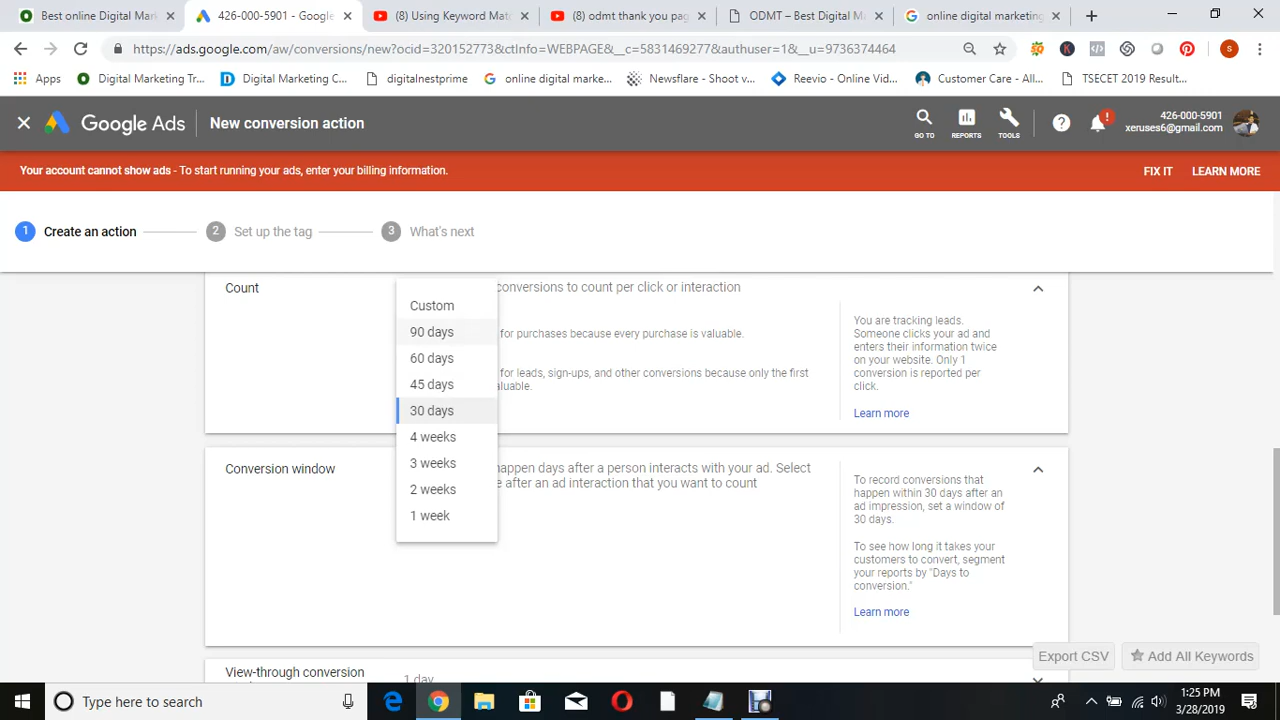 Best online Digital Mark
426-000-5901 - Google
(8) Using Keyword Mat
(8) odmt thank you pag
ODMT – Best Digital M
online digital marketing
https://ads.google.com/aw/conversions/new?ocid=320152773&ctInfo=WEBPAGE&__c=5831469277&authuser=1&__u=9736374464
Apps
Digital Marketing Tr...
Digital Marketing C...
digitalnestprime
online digital marke...
Newsflare - Shoot v...
Reevio - Online Vid...
Customer Care - Al...
TSECET 2019 Result...
Google Ads
New conversion action
GO TO
REPORTS
TOOLS
426-000-5901
xeruses6@gmail.com
Your account cannot show ads - To start running your ads, enter your billing information.
FIX IT
LEARN MORE
1 Create an action
2 Set up the tag
3 What's next
Count
conversions to count per click or interaction
for purchases because every purchase is valuable.
for leads, sign-ups, and other conversions because only the first
You are tracking leads.
Someone clicks your ad and
enters their information twice
on your website. Only 1
conversion is reported per
click.
Learn more
Custom
90 days
60 days
45 days
30 days
4 weeks
3 weeks
2 weeks
1 week
Conversion window
happen days after a person interacts with your ad. Select
after an ad interaction that you want to count
To record conversions that
happen within 30 days after an
ad impression, set a window of
30 days.
To see how long it takes your
customers to convert, segment
your reports by "Days to
conversion."
Learn more
View-through conversion
1 day
Export CSV
Add All Keywords
Type here to search
1:25 PM
3/28/2019